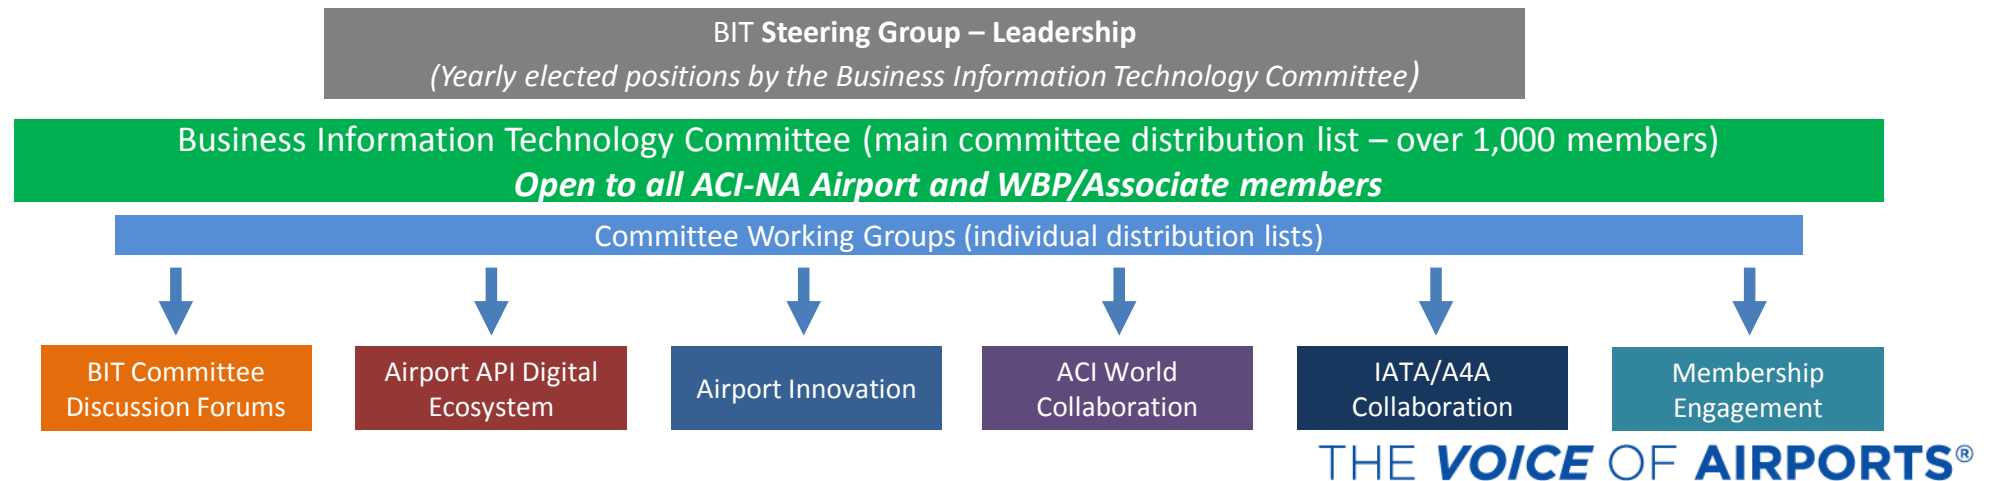 BIT Steering Group – Leadership
(Yearly elected positions by the Business Information Technology Committee)
Business Information Technology Committee (main committee distribution list – over 1,000 members)
Open to all ACI-NA Airport and WBP/Associate members
Committee Working Groups (individual distribution lists)
BIT Committee
Discussion Forums
Airport API Digital
Ecosystem
Airport Innovation
ACI World
Collaboration
IATA/A4A
Collaboration
Membership
Engagement
THE VOICE OF AIRPORTS®